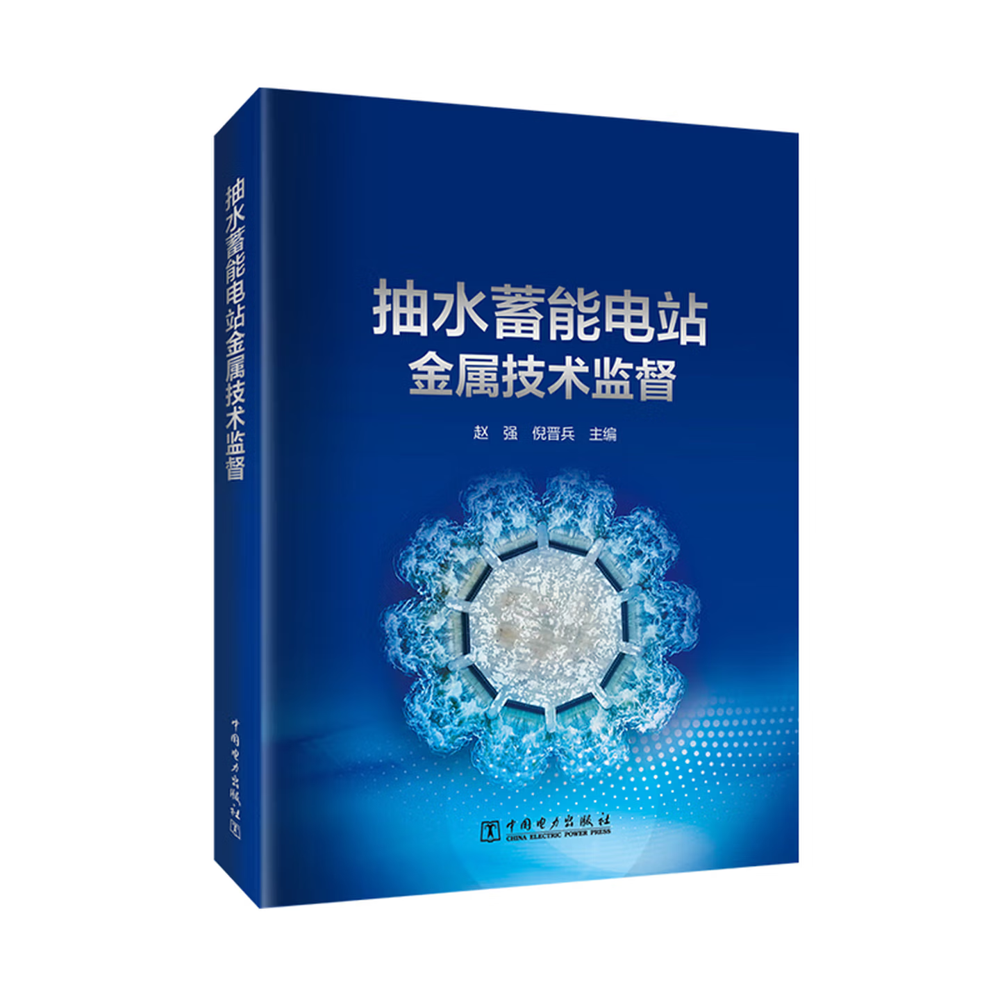 抽水蓄能电站金属技术监督
中国电力出版社
抽水蓄能电站
金属技术监督
赵 强 倪晋兵 主编
中国电力出版社
CHINA ELECTRIC POWER PRESS